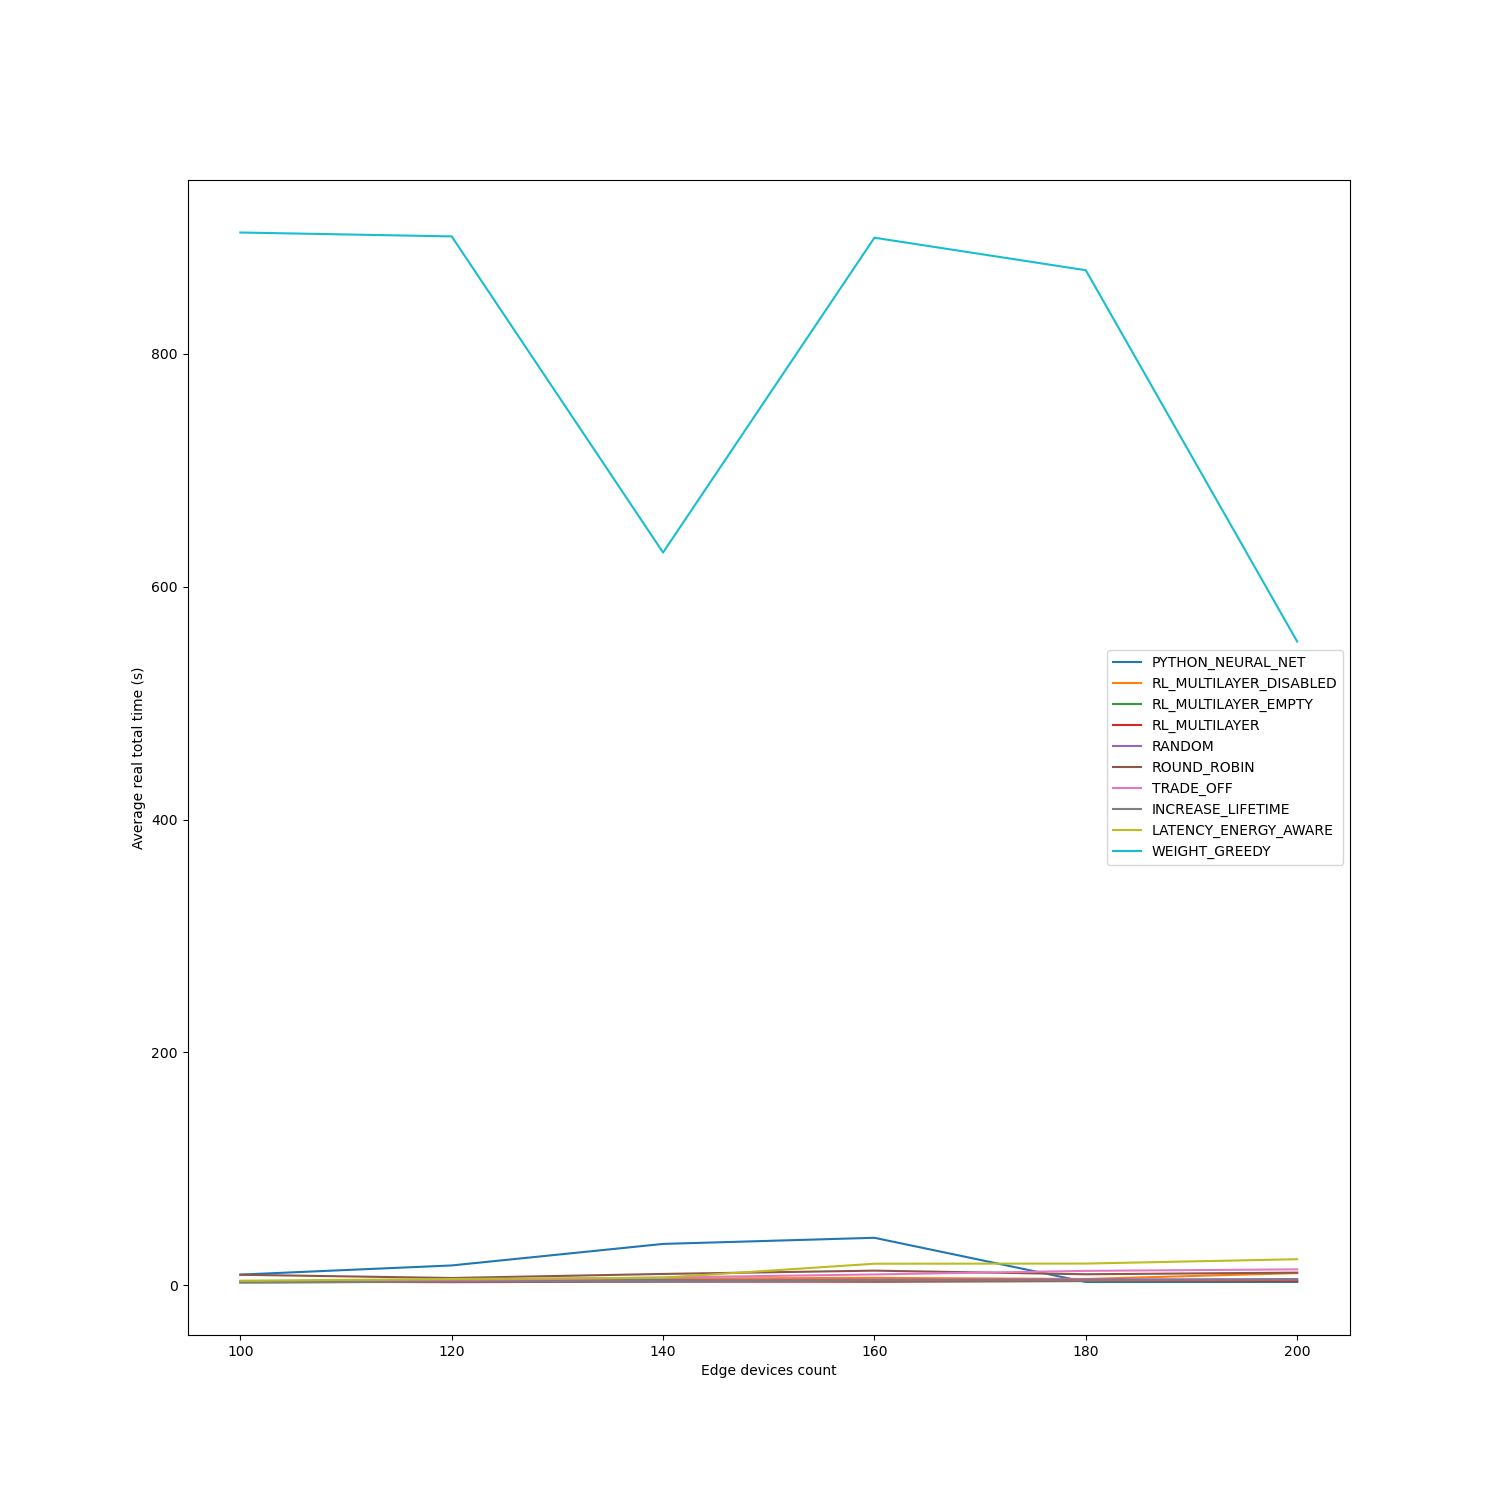 800
600
400
200
0
Average real total time (s)
PYTHON_NEURAL_NET
RL_MULTILAYER_DISABLED
RL_MULTILAYER_EMPTY
RL_MULTILAYER
RANDOM
ROUND_ROBIN
TRADE_OFF
INCREASE_LIFETIME
LATENCY_ENERGY_AWARE
WEIGHT_GREEDY
100 120 140 160 180 200
Edge devices count